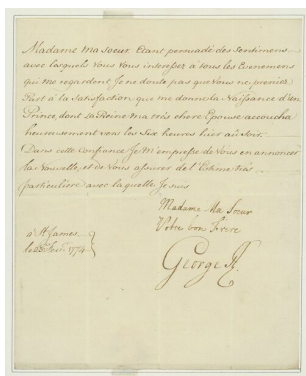 Madame ma soeur Etant persuadé des Sentimens
avec lesquels Vous Vous interessez à tous les Evenemens
qui me regardent Je ne doute pas que Vous ne preniez
Part à la Satisfaction, que me donne la Naissance d'un
Prince, dont la Reine Ma très chere Epouse accoucha
heureusement vers les Six heures hier au Soir.
Dans cette Confiance Je M'empresse de Vous en annoncer
la Nouvelle, et de Vous assurer de l'Estime très
particuliere avec laquelle Je suis
Madame Ma Soeur
Votre bon Frere
George R.
à St James
le 1774